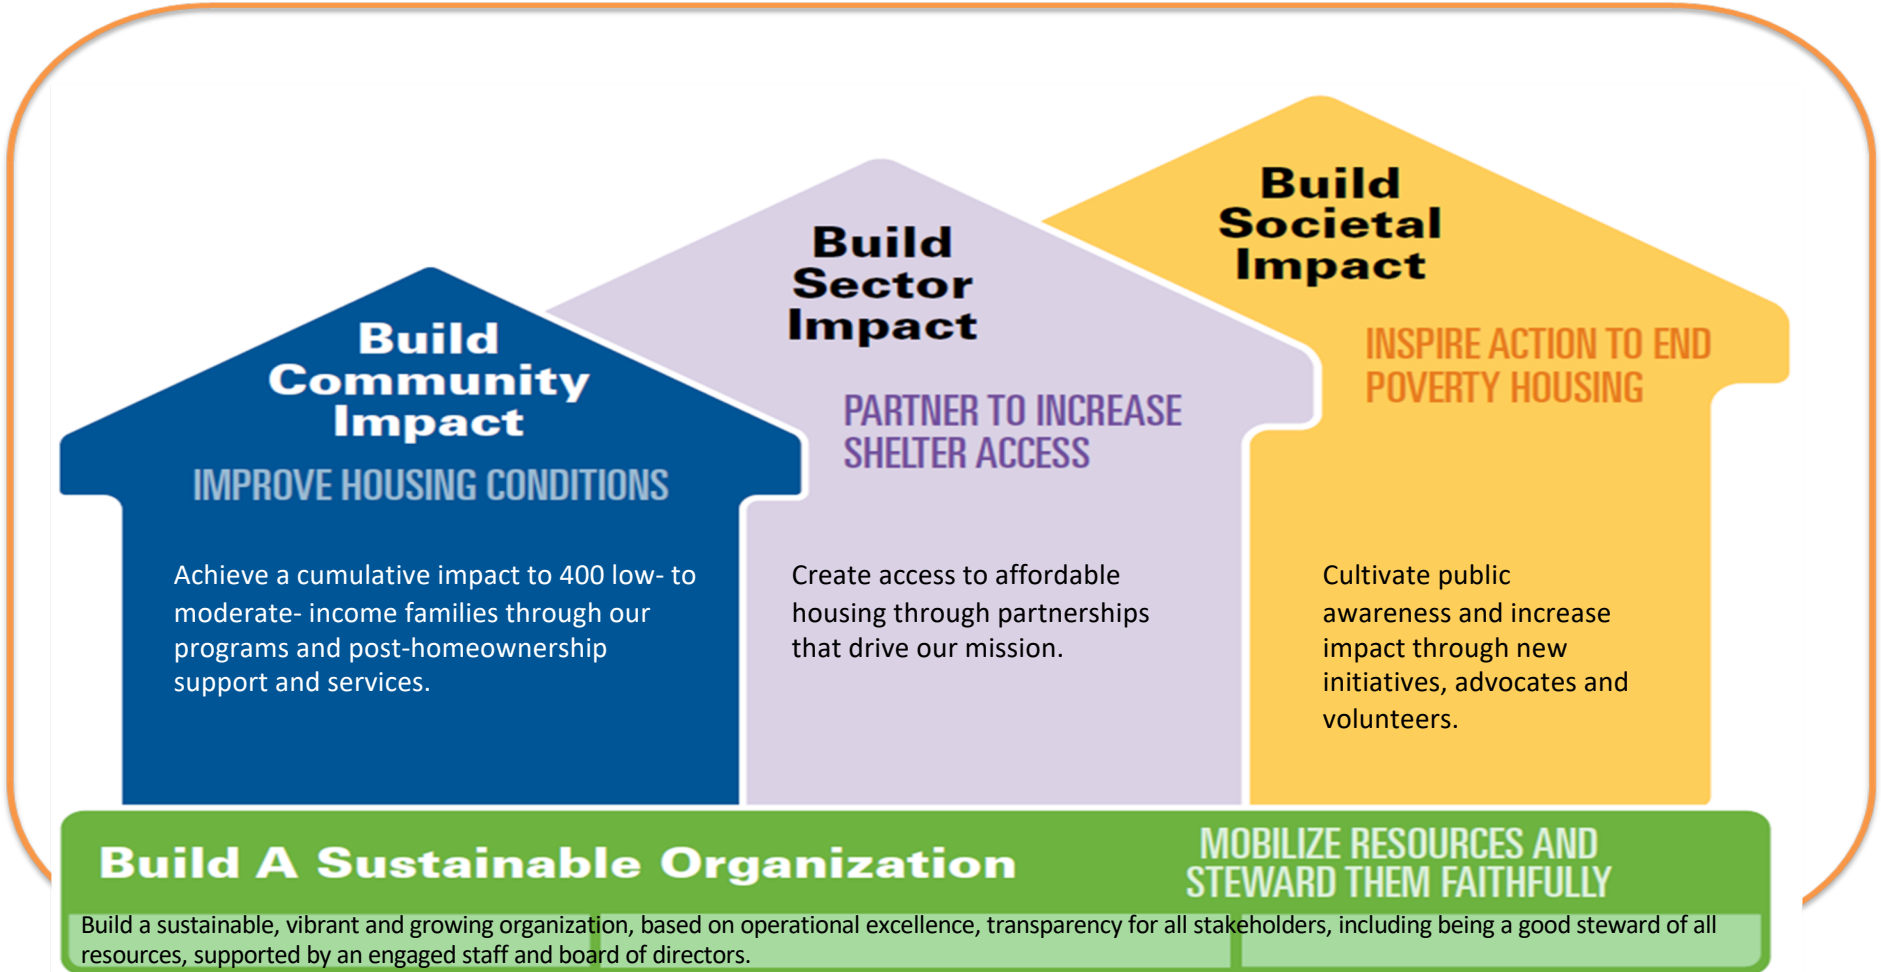 Build
Community
Impact
IMPROVE HOUSING CONDITIONS
Achieve a cumulative impact to 400 low- to
moderate- income families through our
programs and post-homeownership
support and services.
Build
Sector
Impact
PARTNER TO INCREASE
SHELTER ACCESS
Create access to affordable
housing through partnerships
that drive our mission.
Build
Societal
Impact
INSPIRE ACTION TO END
POVERTY HOUSING
Cultivate public
awareness and increase
impact through new
initiatives, advocates and
volunteers.
Build A Sustainable Organization
MOBILIZE RESOURCES AND
STEWARD THEM FAITHFULLY
Build a sustainable, vibrant and growing organization, based on operational excellence, transparency for all stakeholders, including being a good steward of all
resources, supported by an engaged staff and board of directors.